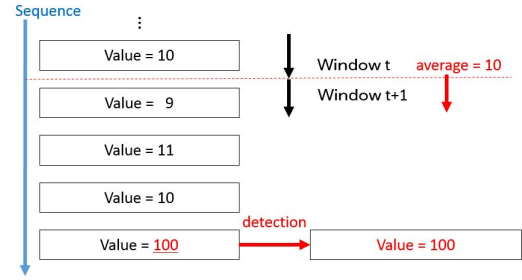 Sequence
⋮
Value = 10
Window t average = 10
Window t+1
Value = 9
Value = 11
Value = 10
detection
Value = 100 Value = 100